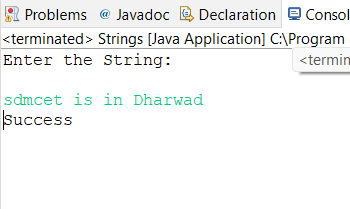 Problems @ Javadoc Declaration Consol
<terminated> Strings [Java Application] C:\Program
<termin
Enter the String:
sdmcet is in Dharwad
Success